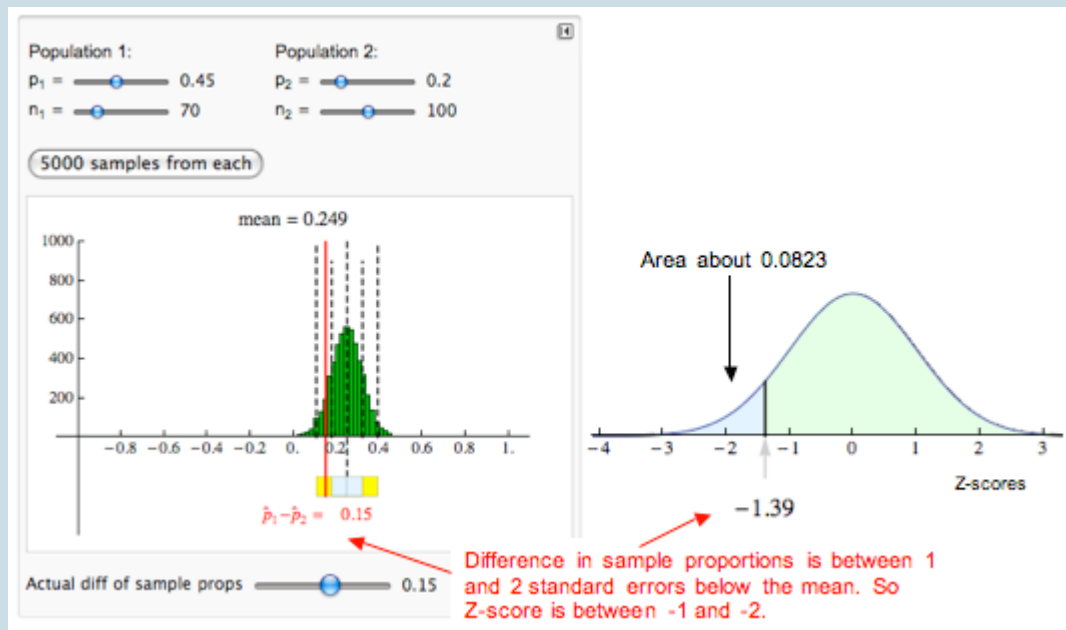 Population 1:
Population 2:
p₁ = 0.45
p₂ = 0.2
n₁ = 70
n₂ = 100
5000 samples from each
mean = 0.249
1000
800
600
400
200
-0.8 -0.6 -0.4 -0.2 0. 0.2 0.4 0.6 0.8 1.
p̂₁-p̂₂ = 0.15
Actual diff of sample props 0.15
Area about 0.0823
-4 -3 -2 -1 0 1 2 3
Z-scores
-1.39
Difference in sample proportions is between 1
and 2 standard errors below the mean. So
Z-score is between -1 and -2.